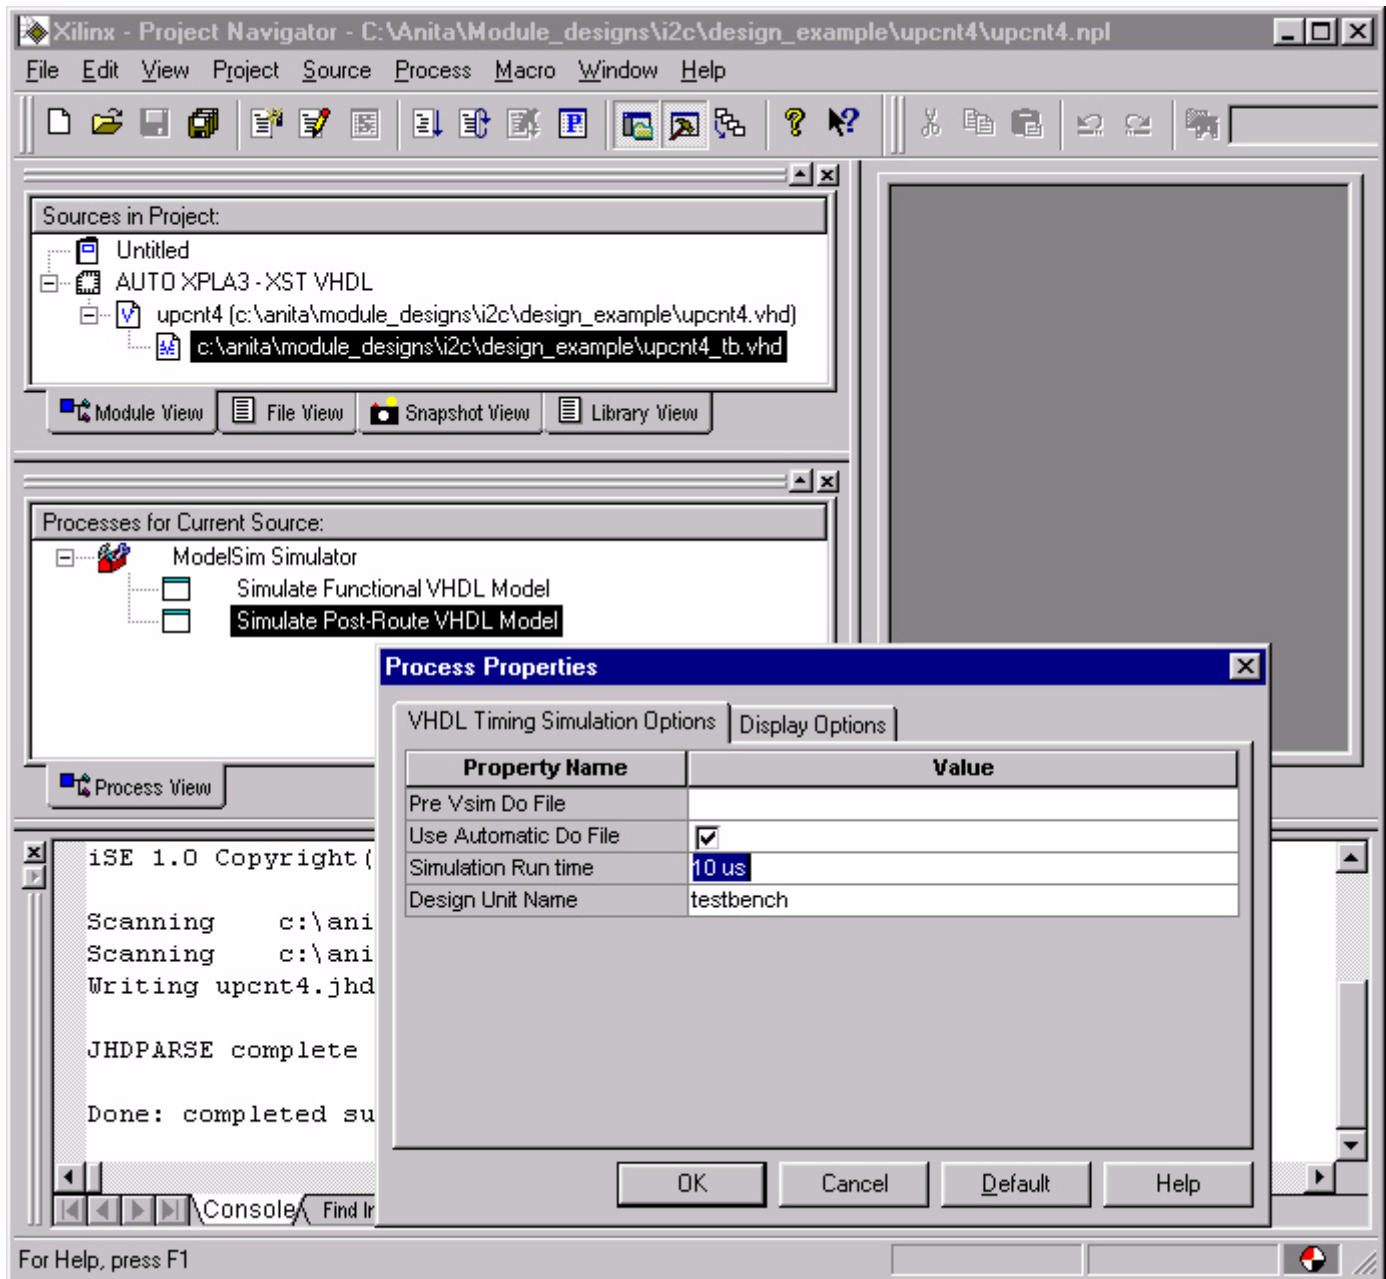 Xilinx - Project Navigator - C:\Anita\Module_designs\i2c\design_example\upcnt4\upcnt4.npl
File Edit View Project Source Process Macro Window Help
Sources in Project:
Untitled
AUTO XPLA3 - XST VHDL
upcnt4 (c:\anita\module_designs\i2c\design_example\upcnt4.vhd)
c:\anita\module_designs\i2c\design_example\upcnt4_tb.vhd
Module View File View Snapshot View Library View
Processes for Current Source:
ModelSim Simulator
Simulate Functional VHDL Model
Simulate Post-Route VHDL Model
Process View
Process Properties
VHDL Timing Simulation Options Display Options
Property Name Value
Pre Vsim Do File
Use Automatic Do File
Simulation Run time 10 us
Design Unit Name testbench
OK Cancel Default Help
iSE 1.0 Copyright(
Scanning c:\ani
Scanning c:\ani
Writing upcnt4.jhd
JHDPARSE complete
Done: completed su
Console Find In
For Help, press F1